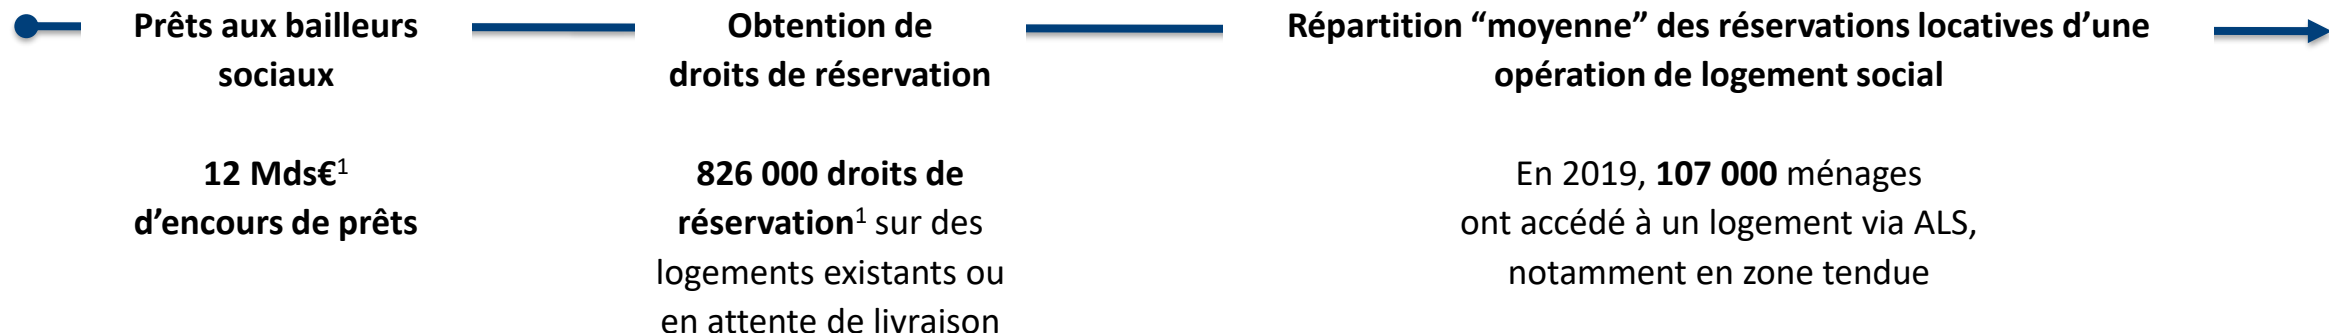 Prêts aux bailleurs
sociaux
12 Mds€1
d’encours de prêts
Obtention de
droits de réservation
826 000 droits de
réservation1 sur des
logements existants ou
en attente de livraison
Répartition “moyenne” des réservations locatives d’une
opération de logement social
En 2019, 107 000 ménages
ont accédé à un logement via ALS,
notamment en zone tendue